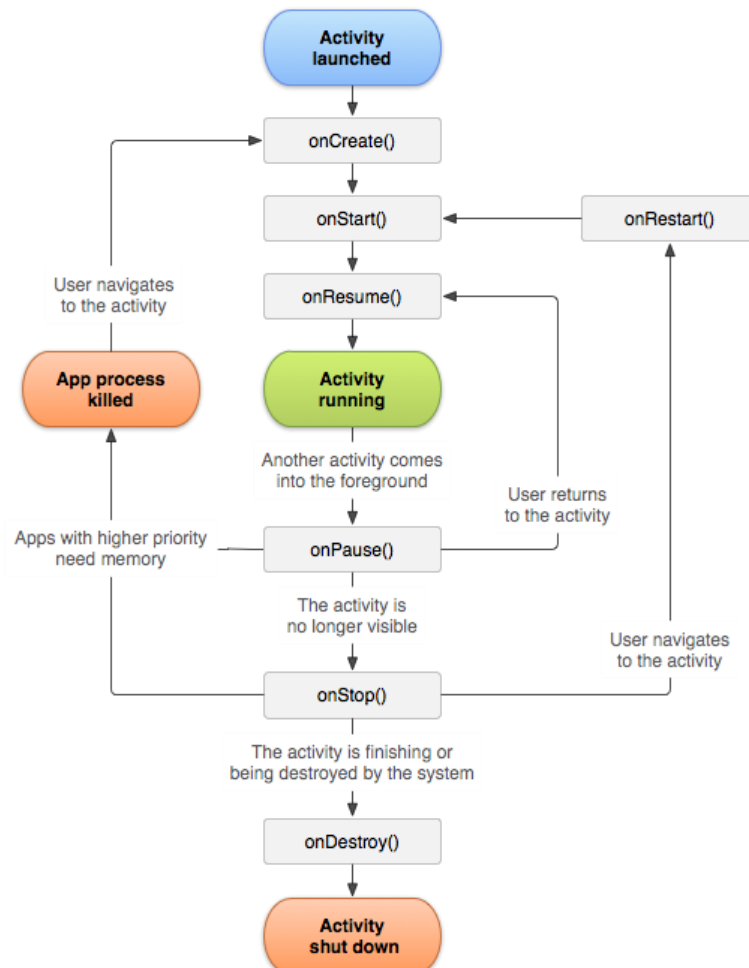 Activity
launched
onCreate()
onStart()
onRestart()
User navigates
to the activity
onResume()
App process
killed
Activity
running
Another activity comes
into the foreground
User returns
to the activity
Apps with higher priority
need memory
onPause()
The activity is
no longer visible
User navigates
to the activity
onStop()
The activity is finishing or
being destroyed by the system
onDestroy()
Activity
shut down